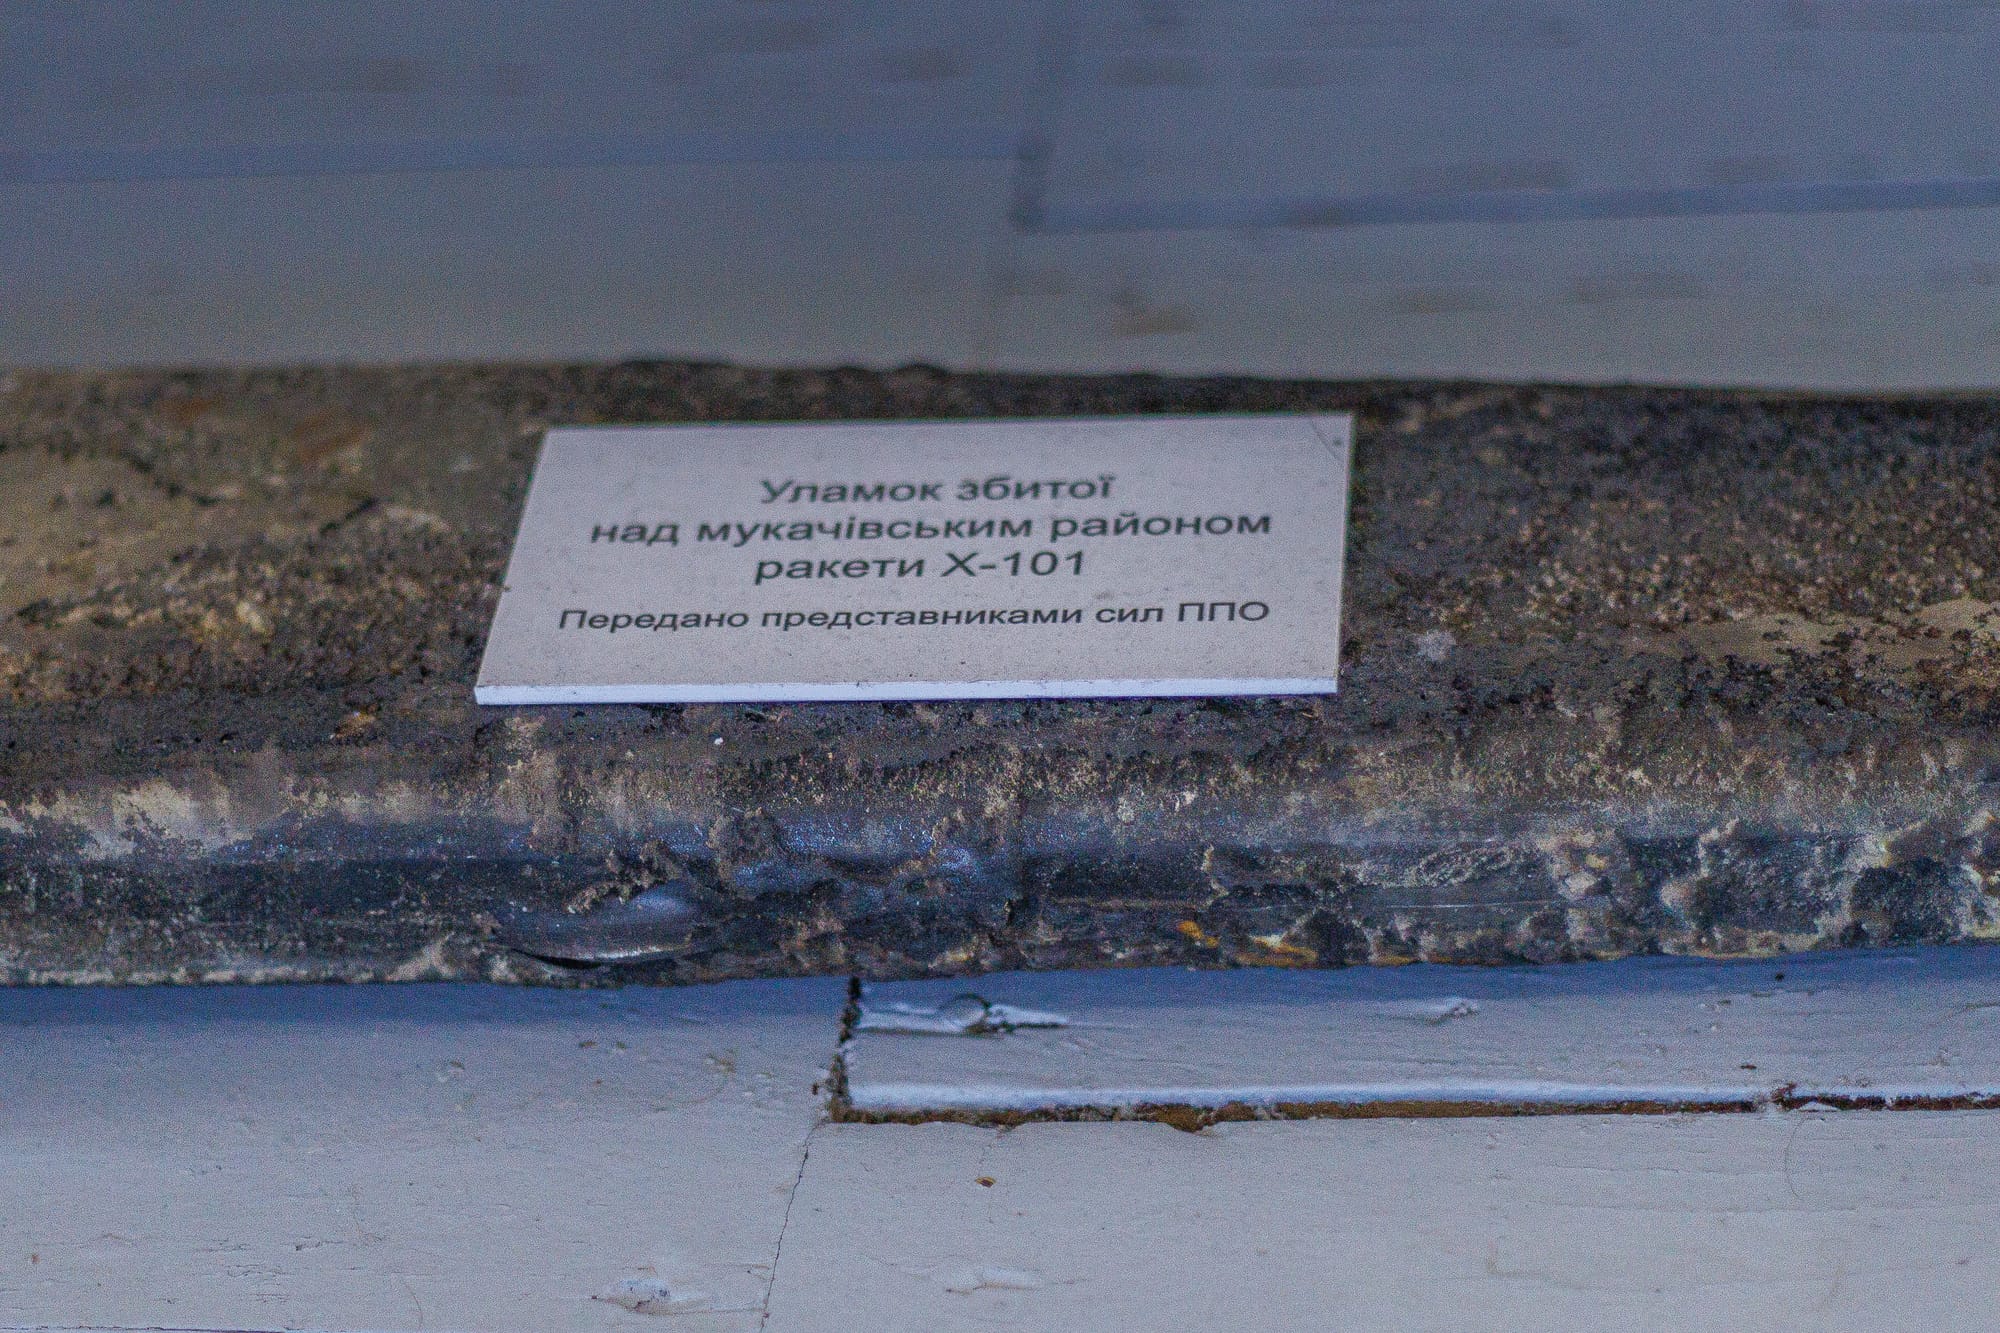 Уламок збитої
над мукачівським районом
ракети Х-101
Передано представниками сил ППО